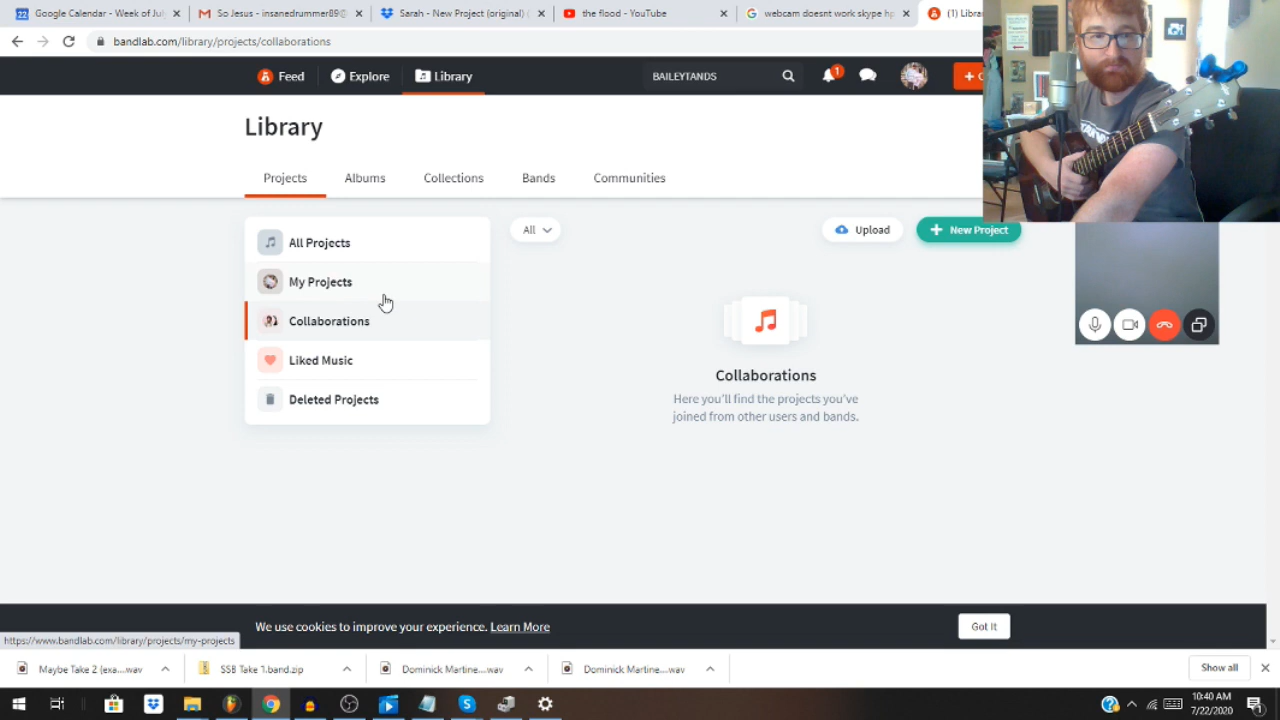 Google Calendar - Week of Jul
So Jesus - insanedrummer89@
Sarah - New Project (original) (
the flood - YouTube
webcam doesnt work skype hp
(1) Libra
bandlab.com/library/projects/collaborations
Feed
Explore
Library
BAILEYTANDS
1
Library
Projects
Albums
Collections
Bands
Communities
All Projects
My Projects
Collaborations
Liked Music
Deleted Projects
All
Upload
New Project
Collaborations
Here you'll find the projects you've
joined from other users and bands.
We use cookies to improve your experience. Learn More
Got It
https://www.bandlab.com/library/projects/my-projects
Maybe Take 2 (exa....wav
SSB Take 1.band.zip
Dominick Martine....wav
Dominick Martine....wav
Show all
10:40 AM
7/22/2020